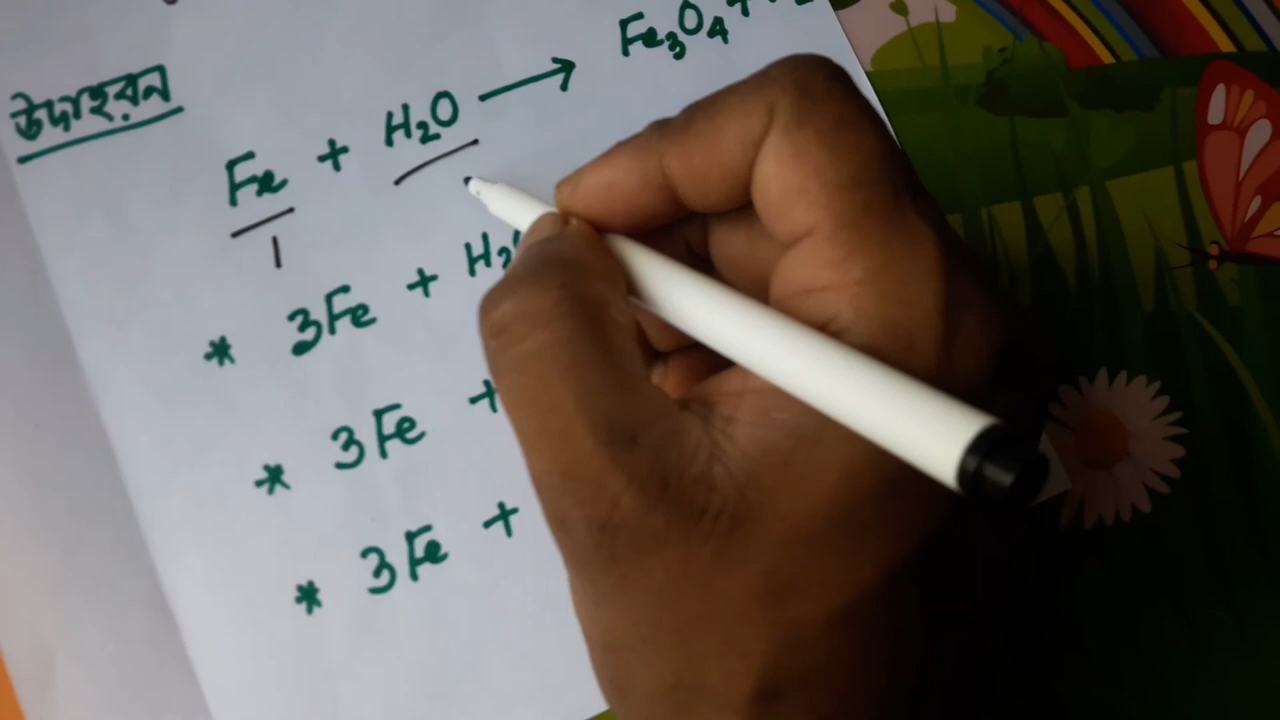 উদাহরন
Fe + H₂O → Fe₃O₄ +
1
* 3Fe + H₂
* 3Fe +
* 3Fe +